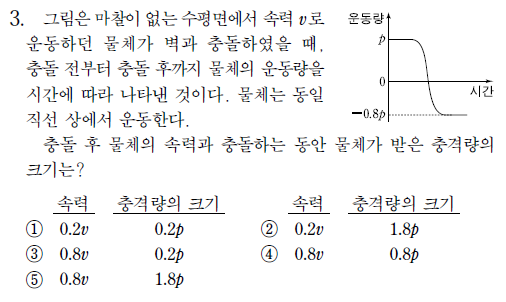 3. 그림은 마찰이 없는 수평면에서 속력 v로
운동하던 물체가 벽과 충돌하였을 때,
충돌 전부터 충돌 후까지 물체의 운동량을
시간에 따라 나타낸 것이다. 물체는 동일
직선 상에서 운동한다.
운동량
p
0
시간
−0.8p
충돌 후 물체의 속력과 충돌하는 동안 물체가 받은 충격량의
크기는?
속력 충격량의 크기 속력 충격량의 크기
① 0.2v 0.2p ② 0.2v 1.8p
③ 0.8v 0.2p ④ 0.8v 0.8p
⑤ 0.8v 1.8p